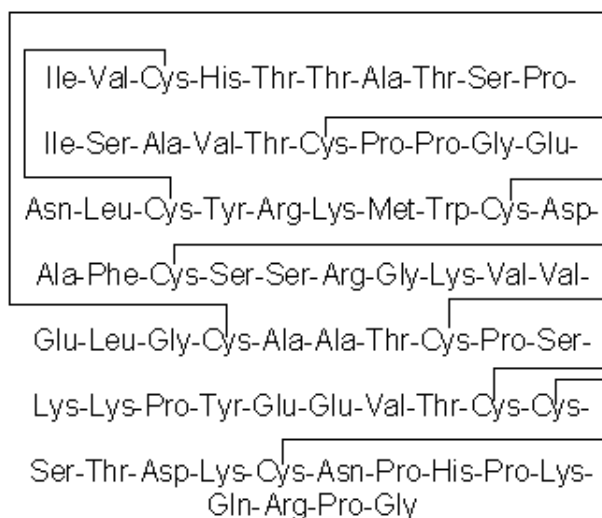 Ile-Val-Cys-His-Thr-Thr-Ala-Thr-Ser-Pro-
Ile-Ser-Ala-Val-Thr-Cys-Pro-Pro-Gly-Glu-
Asn-Leu-Cys-Tyr-Arg-Lys-Met-Trp-Cys-Asp-
Ala-Phe-Cys-Ser-Ser-Arg-Gly-Lys-Val-Val-
Glu-Leu-Gly-Cys-Ala-Ala-Thr-Cys-Pro-Ser-
Lys-Lys-Pro-Tyr-Glu-Glu-Val-Thr-Cys-Cys-
Ser-Thr-Asp-Lys-Cys-Asn-Pro-His-Pro-Lys-
Gln-Arg-Pro-Gly